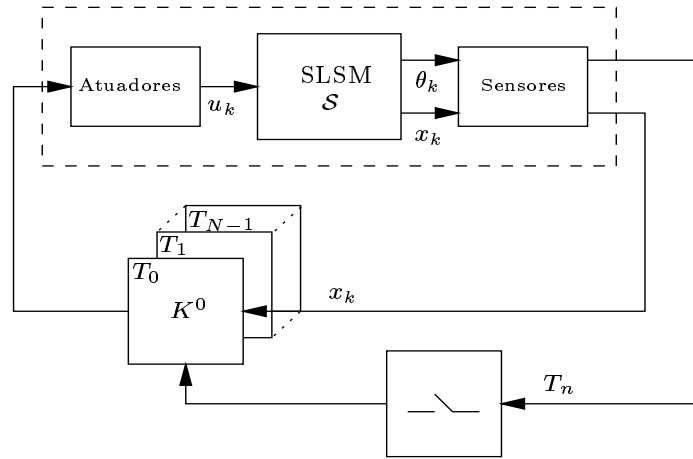 Atuadores
u_k
SLSM
𝒮
θ_k
x_k
Sensores
T_{N−1}
T_1
T_0
K^0
x_k
T_n